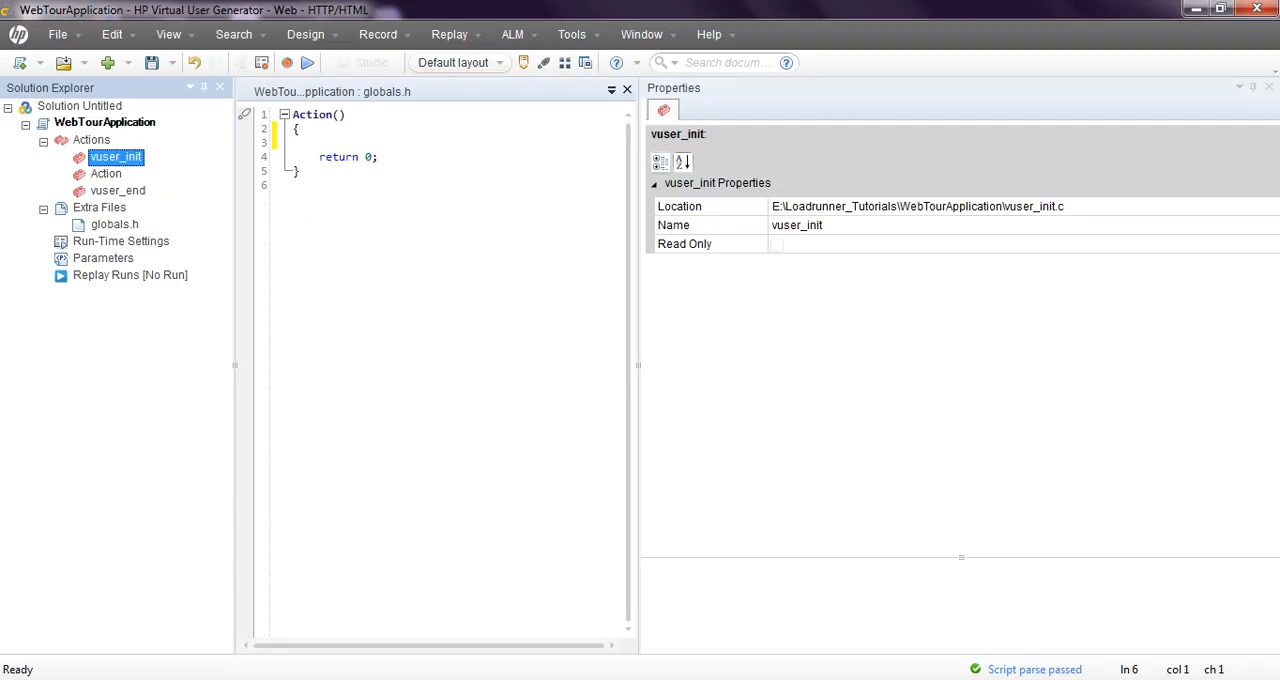 WebTourApplication - HP Virtual User Generator - Web - HTTP/HTML
hp File Edit View Search Design Record Replay ALM Tools Window Help
Studio Default layout ? Search docum... ?
Solution Explorer
Solution Untitled
WebTourApplication
Actions
vuser_init
Action
vuser_end
Extra Files
globals.h
Run-Time Settings
Parameters
Replay Runs [No Run]
WebTou...pplication : globals.h
1 Action()
2 {
3
4 return 0;
5 }
6
Properties
vuser_init:
vuser_init Properties
Location E:\Loadrunner_Tutorials\WebTourApplication\vuser_init.c
Name vuser_init
Read Only
Ready Script parse passed ln 6 col 1 ch 1